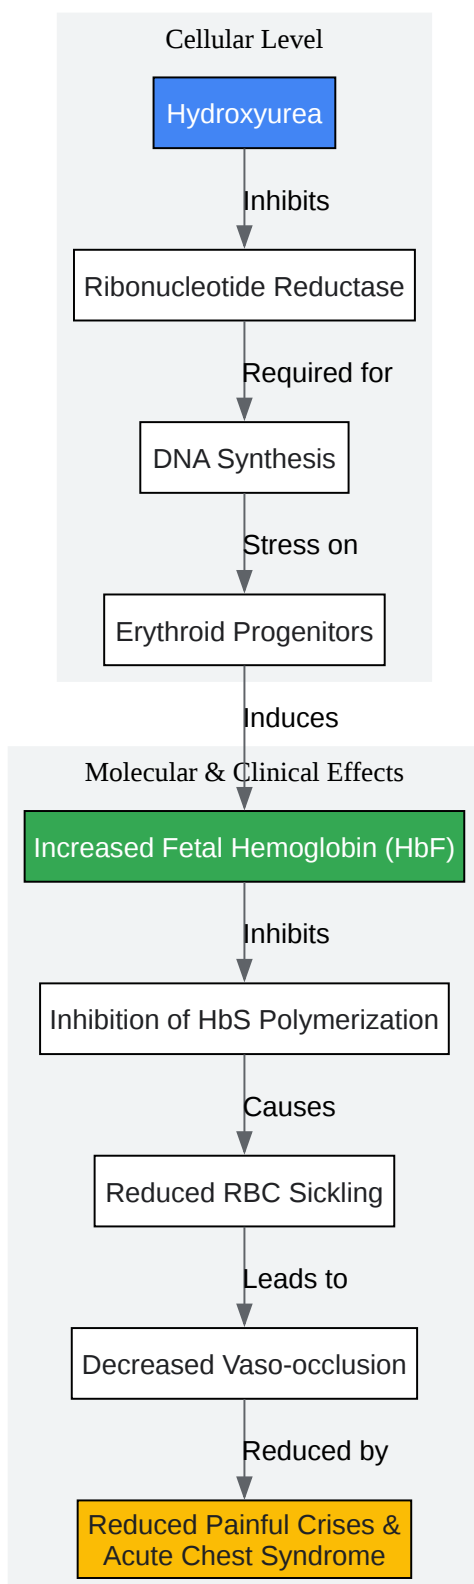 Cellular Level
Hydroxyurea
Inhibits
Ribonucleotide Reductase
Required for
DNA Synthesis
Stress on
Erythroid Progenitors
Induces
Molecular & Clinical Effects
Increased Fetal Hemoglobin (HbF)
Inhibits
Inhibition of HbS Polymerization
Causes
Reduced RBC Sickling
Leads to
Decreased Vaso-occlusion
Reduced by
Reduced Painful Crises &
Acute Chest Syndrome